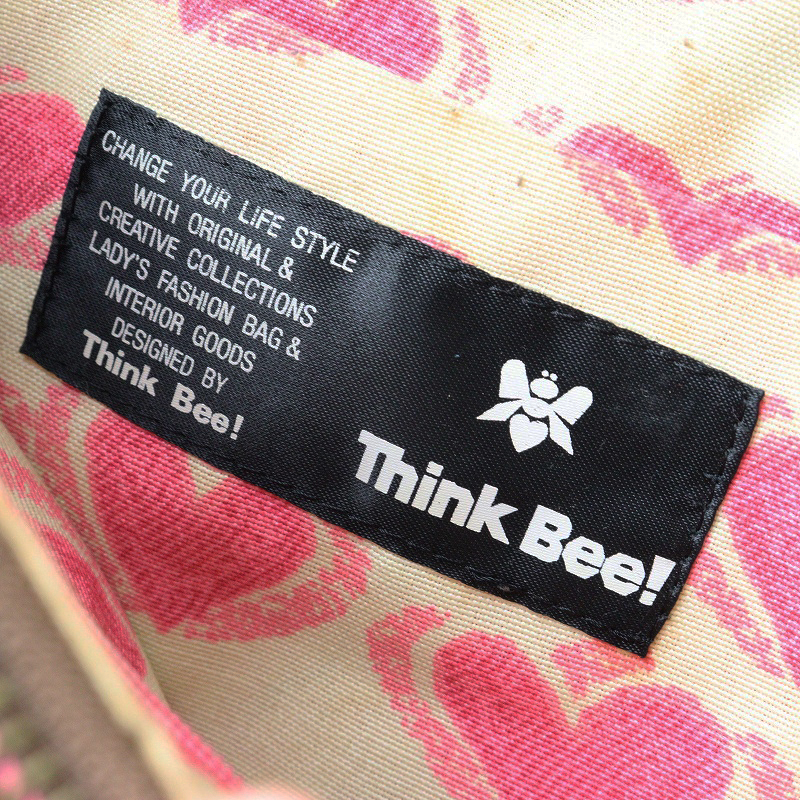 CHANGE YOUR LIFE STYLE
WITH ORIGINAL &
CREATIVE COLLECTIONS
LADY'S FASHION BAG &
INTERIOR GOODS
DESIGNED BY
Think Bee!
Think Bee!